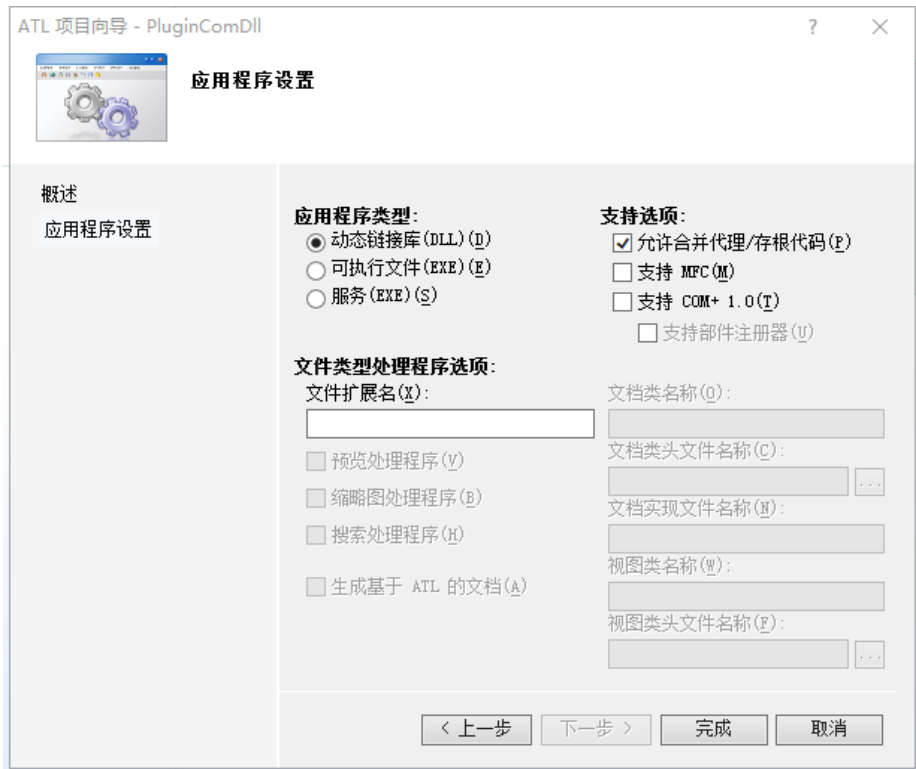 ATL 项目向导 - PluginComDll
应用程序设置
概述
应用程序设置
应用程序类型:
动态链接库(DLL)(D)
可执行文件(EXE)(E)
服务(EXE)(S)
支持选项:
允许合并代理/存根代码(P)
支持 MFC(M)
支持 COM+ 1.0(T)
支持部件注册器(U)
文件类型处理程序选项:
文件扩展名(X):
预览处理程序(V)
缩略图处理程序(B)
搜索处理程序(H)
生成基于 ATL 的文档(A)
文档类名称(O):
文档类头文件名称(C):
...
文档实现文件名称(N):
视图类名称(W):
视图类头文件名称(F):
...
< 上一步
下一步 >
完成
取消